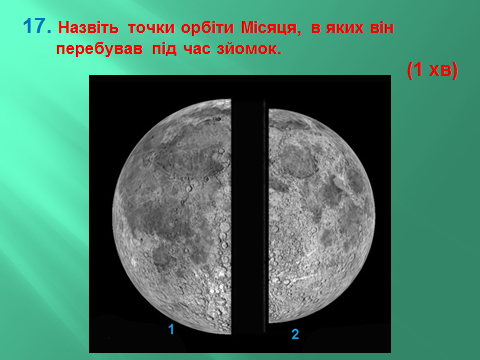 17. Назвіть точки орбіти Місяця, в яких він
перебував під час зйомок.
(1 хв)
1
2